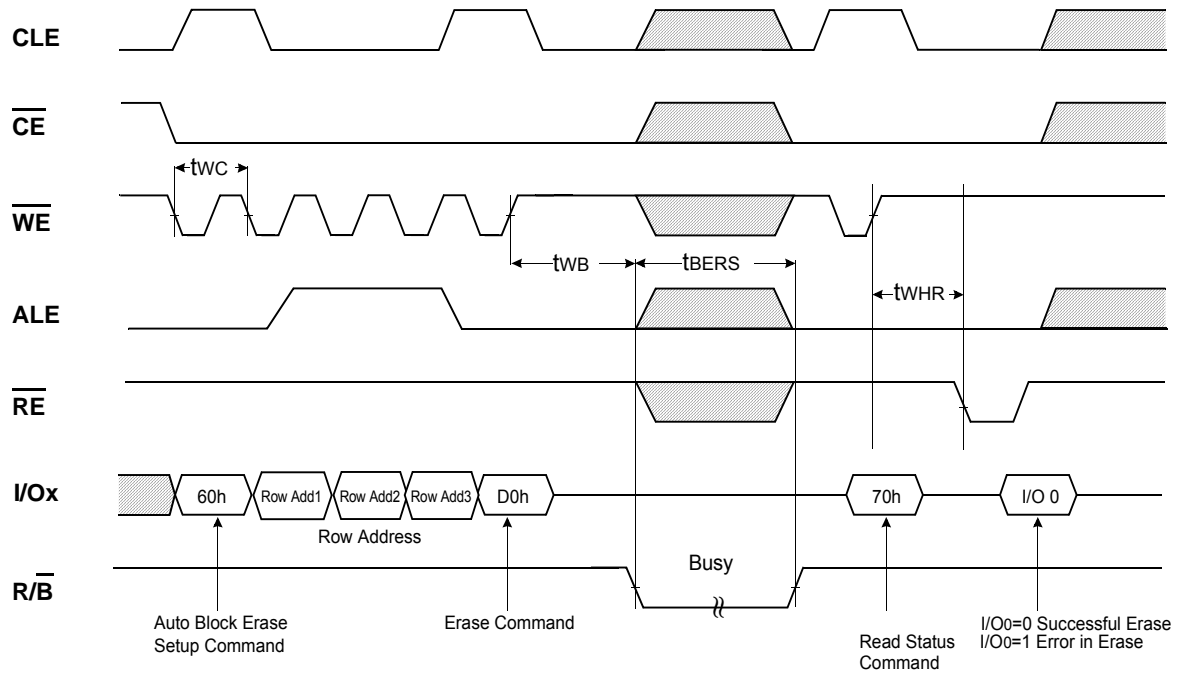 CLE
CE
tWC
WE
tWB
tBERS
tWHR
ALE
RE
I/Ox
60h
Row Add1
Row Add2
Row Add3
D0h
70h
I/O 0
Row Address
R/B
Busy
Auto Block Erase
Setup Command
Erase Command
Read Status
Command
I/O0=0 Successful Erase
I/O0=1 Error in Erase